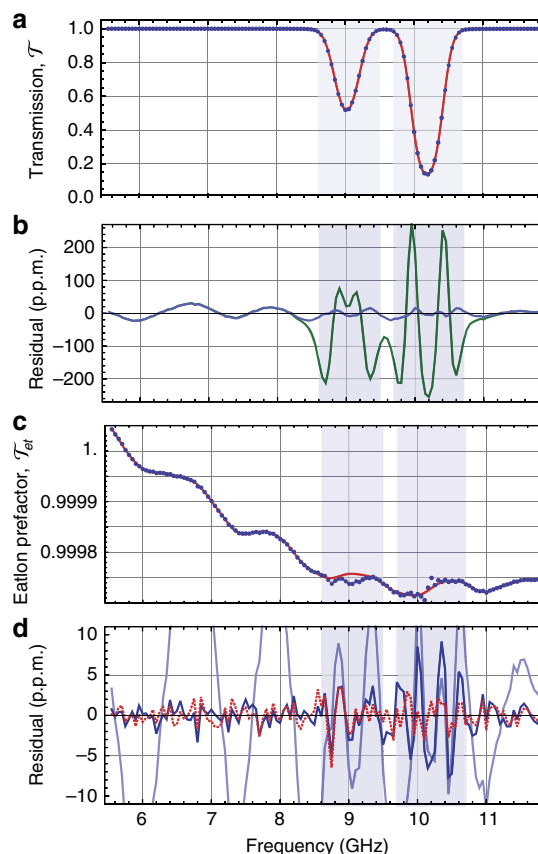 a
Transmission, 𝒯
1.0
0.8
0.6
0.4
0.2
0.0
b
Residual (p.p.m.)
200
100
0
−100
−200
c
Eatlon prefactor, 𝒯et
1.
0.9999
0.9998
d
Residual (p.p.m.)
10
5
0
−5
−10
6 7 8 9 10 11
Frequency (GHz)